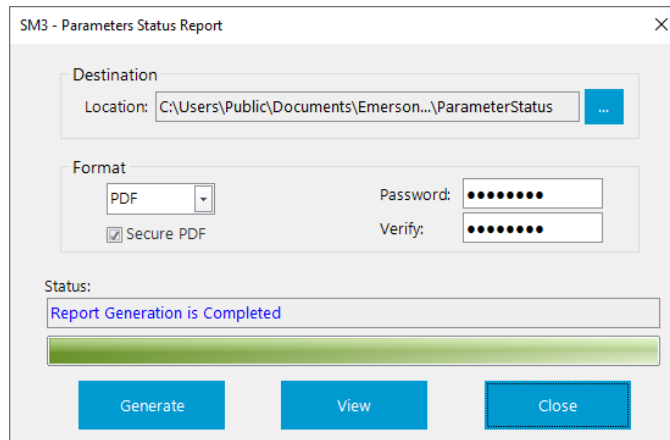 SM3 - Parameters Status Report
Destination
Location: C:\Users\Public\Documents\Emerson...\ParameterStatus ...
Format
PDF Password: ●●●●●●●●
Secure PDF Verify: ●●●●●●●●
Status:
Report Generation is Completed
Generate View Close